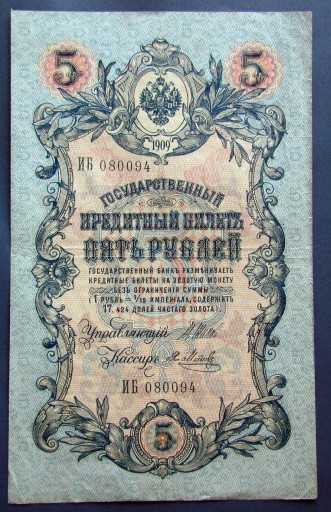 5 5
1909
ИБ 080094
ГОСУДАРСТВЕННЫЙ
КРЕДИТНЫЙ БИЛЕТЪ
ПЯТЬ РУБЛЕЙ
ГОСУДАРСТВЕННЫЙ БАНКЪ РАЗМѢНИВАЕТЪ
КРЕДИТНЫЕ БИЛЕТЫ НА ЗОЛОТУЮ МОНЕТУ
БЕЗЪ ОГРАНИЧЕНІЯ СУММЫ
(1 РУБЛЬ = 1/15 ИМПЕРІАЛА, СОДЕРЖИТЪ
17,424 ДОЛЕЙ ЧИСТАГО ЗОЛОТА).
Управляющій
Кассиръ
ИБ 080094
5